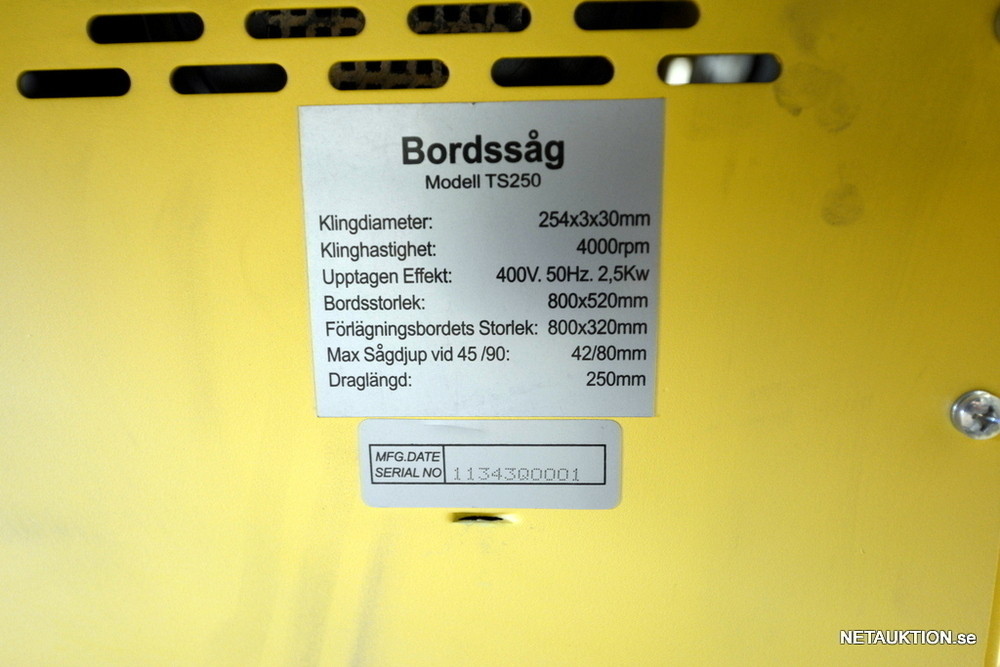 Bordssåg
Modell TS250
Klingdiameter: 254x3x30mm
Klinghastighet: 4000rpm
Upptagen Effekt: 400V. 50Hz. 2,5Kw
Bordsstorlek: 800x520mm
Förlägningsbordets Storlek: 800x320mm
Max Sågdjup vid 45 /90: 42/80mm
Draglängd: 250mm
MFG.DATE
SERIAL NO 11343Q0001
NETAUKTION.se